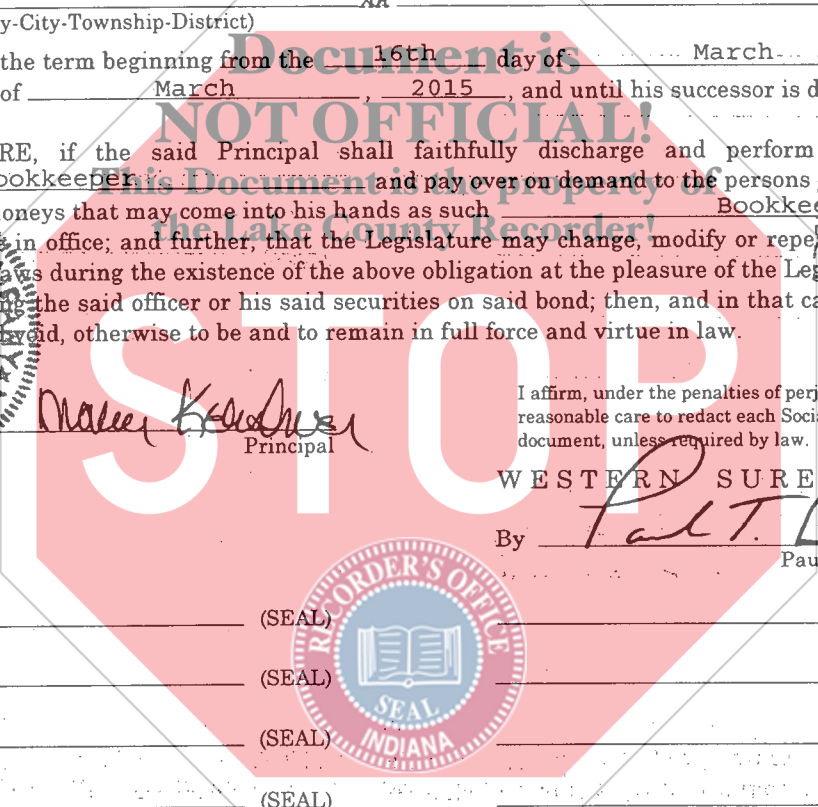 XX
y-City-Township-District)
the term beginning from the 16th day of March
of March , 2015 , and until his successor is d
Document is
NOT OFFICIAL!
This Document is the property of
the Lake County Recorder!
RE, if the said Principal shall faithfully discharge and perform
ookkeeper and pay over on demand to the persons
oneys that may come into his hands as such Bookkee
in office; and further, that the Legislature may change, modify or repe
aws during the existence of the above obligation at the pleasure of the Leg
ng the said officer or his said securities on said bond; then, and in that ca
void, otherwise to be and to remain in full force and virtue in law.
STOP
I affirm, under the penalties of perj
reasonable care to redact each Socia
document, unless required by law.
Principal
WESTERN SURE
By Paul T.
Pau
RECORDER'S OFFICE
SEAL
INDIANA
(SEAL)
(SEAL)
(SEAL)
(SEAL)